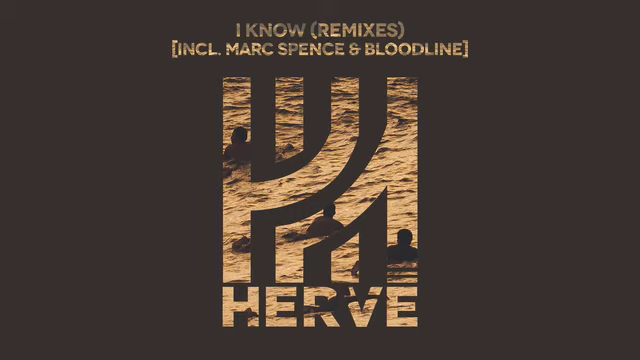 I KNOW (REMIXES)
[INCL. MARC SPENCE & BLOODLINE]
HERVE